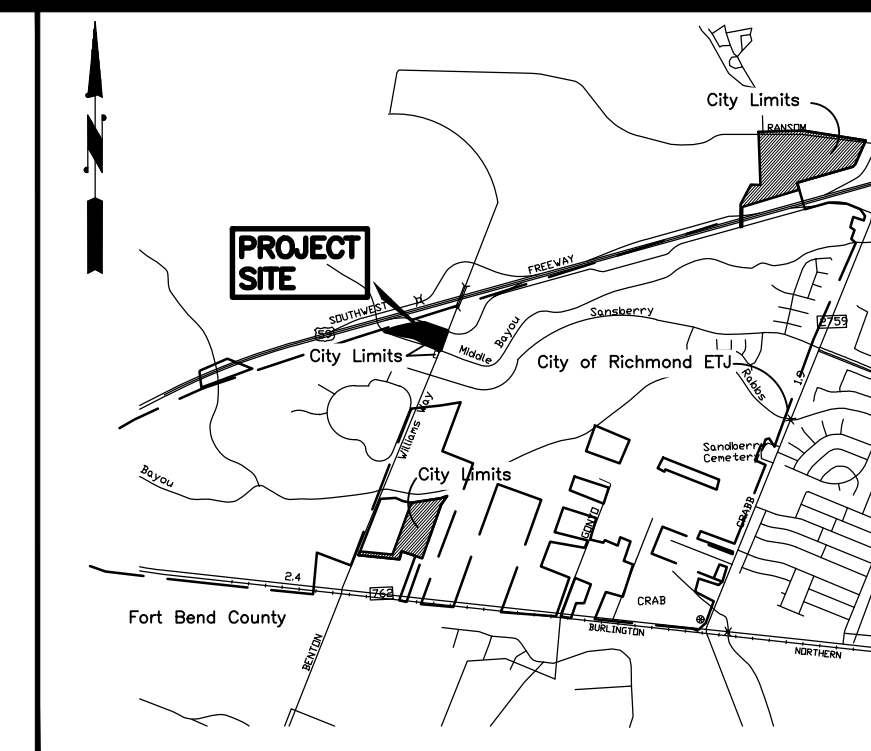 N
City Limits
RANSOM
PROJECT
SITE
FREEWAY
SOUTHWEST
59
Sansberry
2759
City Limits
Middle
Bayou
City of Richmond ETJ
Rabbs
1.9
Williams Way
Sandberry
Cemetery
Bayou
City Limits
GONYO
CRABB
2.4
762
CRAB
Fort Bend County
BURLINGTON
BENTON
NORTHERN